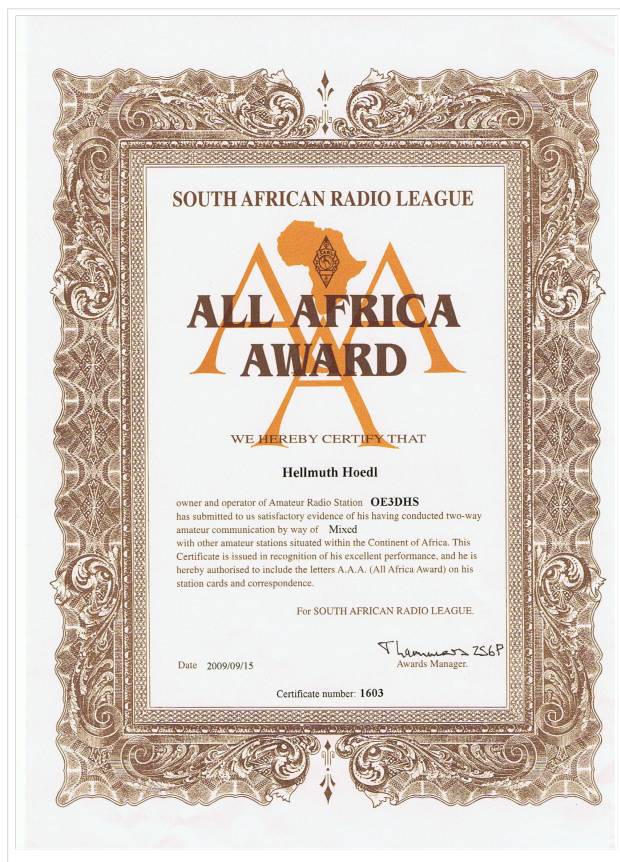 SOUTH AFRICAN RADIO LEAGUE
ALL AFRICA
AWARD
WE HEREBY CERTIFY THAT
Hellmuth Hoedl
owner and operator of Amateur Radio Station OE3DHS
has submitted to us satisfactory evidence of his having conducted two-way
amateur communication by way of Mixed
with other amateur stations situated within the Continent of Africa. This
Certificate is issued in recognition of his excellent performance, and he is
hereby authorised to include the letters A.A.A. (All Africa Award) on his
station cards and correspondence.
For SOUTH AFRICAN RADIO LEAGUE.
ZS6P
Date 2009/09/15
Awards Manager.
Certificate number: 1603